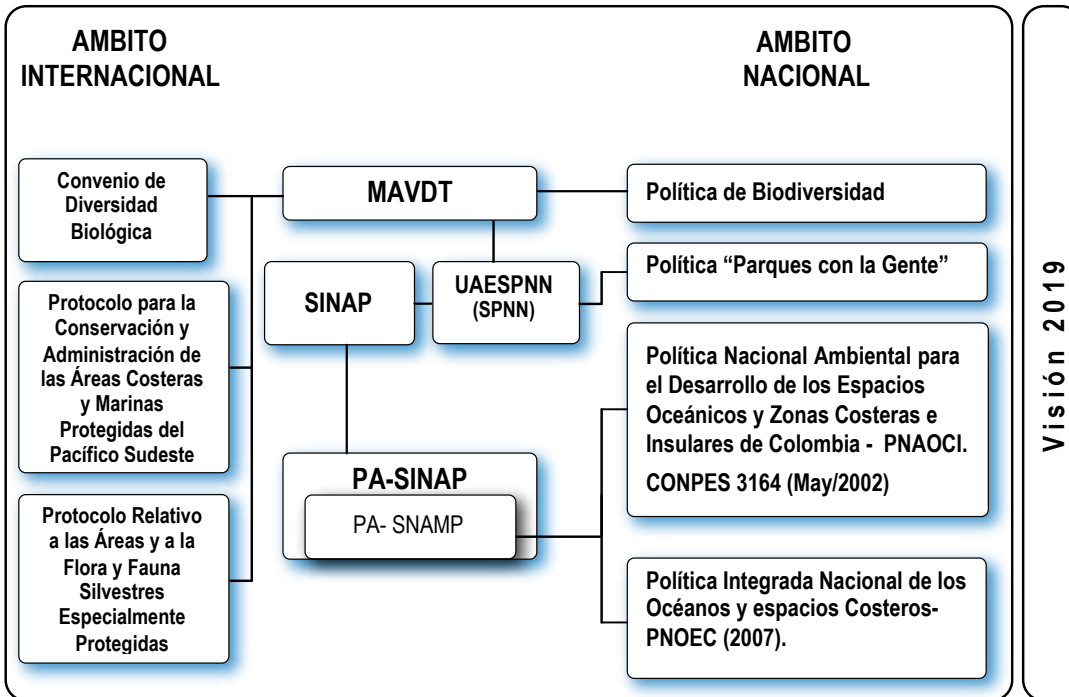 AMBITO
INTERNACIONAL
AMBITO
NACIONAL
Convenio de
Diversidad
Biológica
Protocolo para la
Conservación y
Administración de
las Áreas Costeras
y Marinas
Protegidas del
Pacífico Sudeste
Protocolo Relativo
a las Áreas y a la
Flora y Fauna
Silvestres
Especialmente
Protegidas
MAVDT
SINAP
UAESPNN
(SPNN)
PA-SINAP
PA- SNAMP
Política de Biodiversidad
Política “Parques con la Gente”
Política Nacional Ambiental para
el Desarrollo de los Espacios
Oceánicos y Zonas Costeras e
Insulares de Colombia - PNAOCI.
CONPES 3164 (May/2002)
Política Integrada Nacional de los
Océanos y espacios Costeros-
PNOEC (2007).
Visión 2019